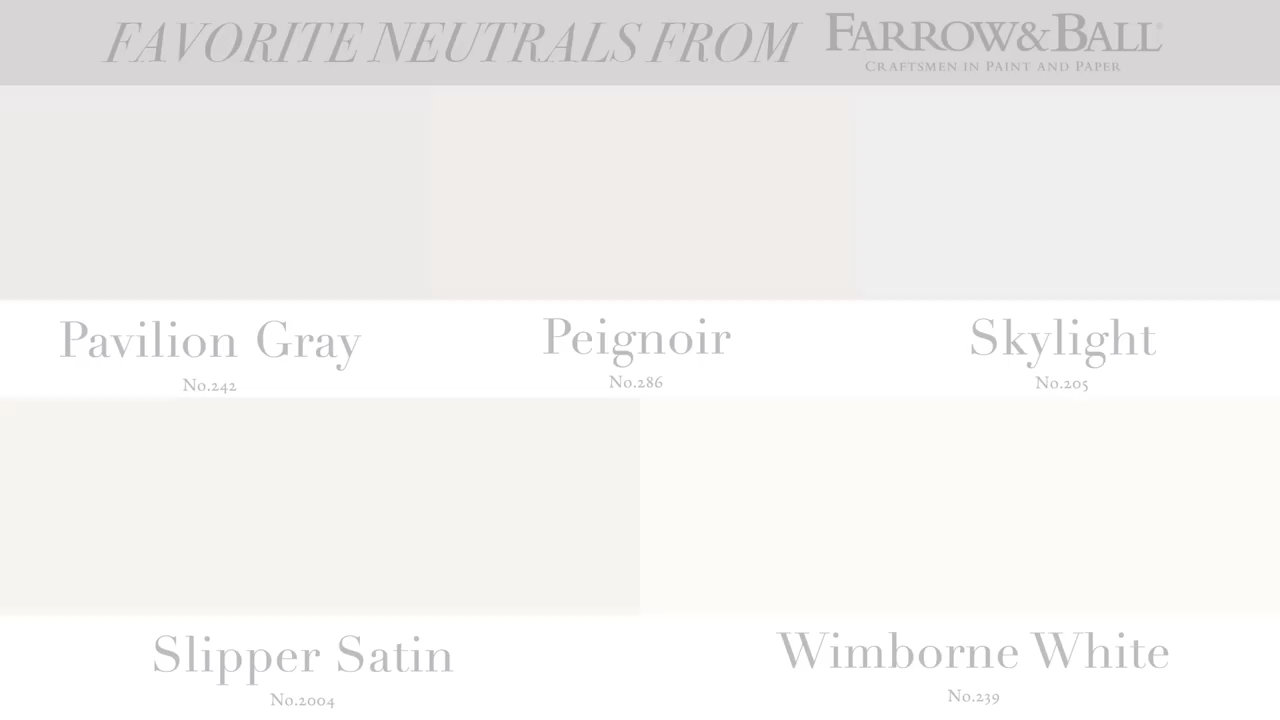 FAVORITE NEUTRALS FROM FARROW&BALL®
CRAFTSMEN IN PAINT AND PAPER
Pavilion Gray Peignoir Skylight
No.242 No.286 No.205
Slipper Satin Wimborne White
No.2004 No.239